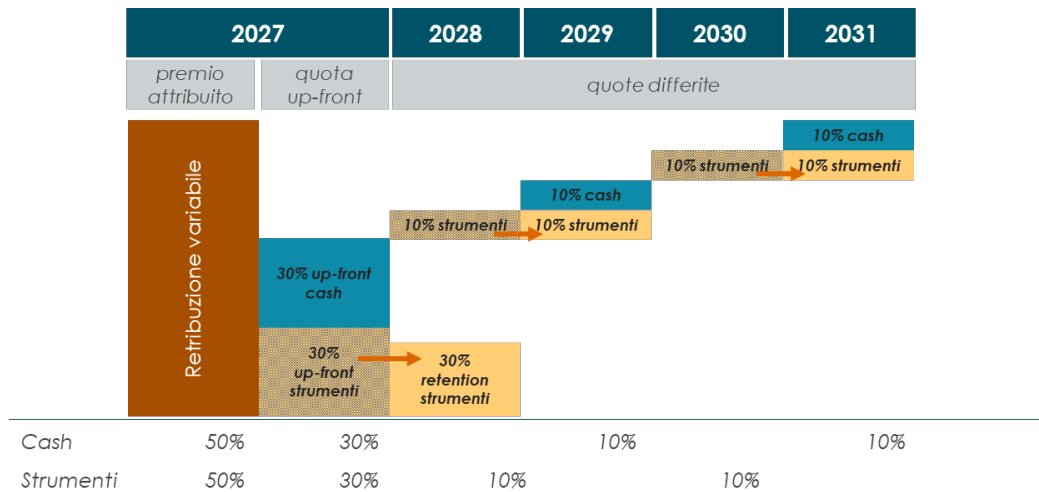 2027 2028 2029 2030 2031
premio attribuito
quota up-front
quote differite
Retribuzione variabile
10% cash
10% strumenti 10% strumenti
10% cash
10% strumenti 10% strumenti
30% up-front
cash
30%
up-front
strumenti
30%
retention
strumenti
Cash 50% 30% 10% 10%
Strumenti 50% 30% 10% 10%